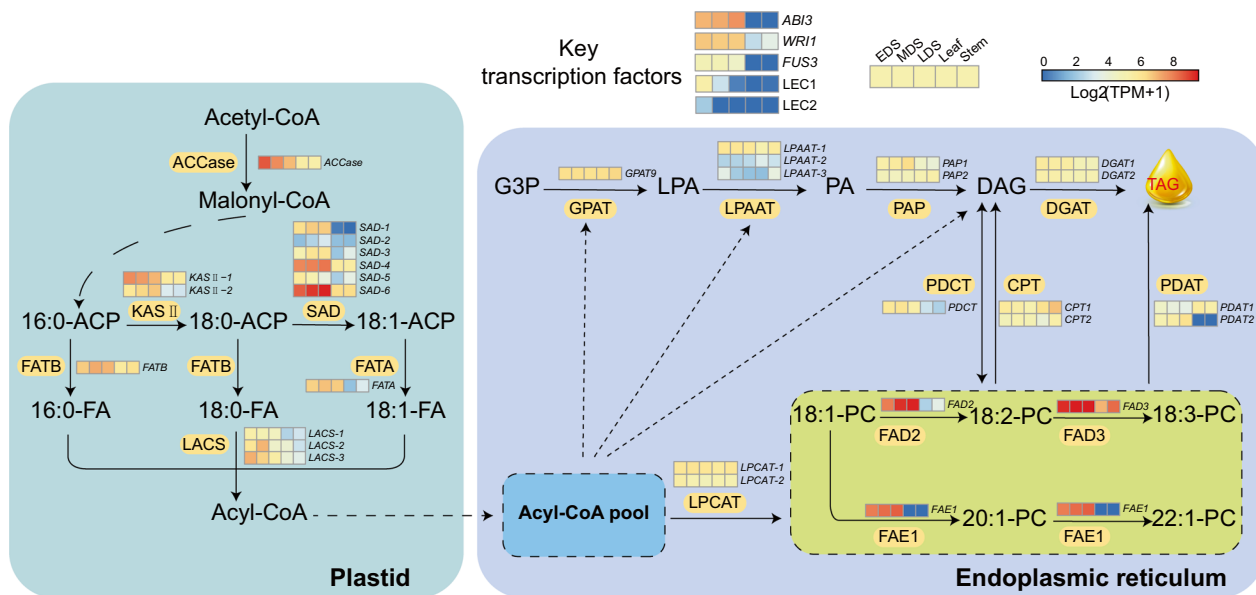 Key
transcription factors
ABI3
WRI1
FUS3
LEC1
LEC2
EDS
MDS
LDS
Leaf
Stem
0 2 4 6 8
Log2(TPM+1)
Acetyl-CoA
ACCase
ACCase
Malonyl-CoA
SAD-1
SAD-2
SAD-3
SAD-4
SAD-5
SAD-6
KASⅡ-1
KASⅡ-2
KASⅡ
SAD
16:0-ACP
18:0-ACP
18:1-ACP
FATB
FATB
FATB
FATA
FATA
16:0-FA
18:0-FA
18:1-FA
LACS
LACS-1
LACS-2
LACS-3
Acyl-CoA
Plastid
G3P
GPAT9
GPAT
LPA
LPAAT-1
LPAAT-2
LPAAT-3
LPAAT
PA
PAP1
PAP2
PAP
DAG
DGAT1
DGAT2
DGAT
TAG
PDCT
PDCT
CPT
CPT1
CPT2
PDAT
PDAT1
PDAT2
18:1-PC
FAD2
FAD2
18:2-PC
FAD3
FAD3
18:3-PC
Acyl-CoA pool
LPCAT-1
LPCAT-2
LPCAT
FAE1
FAE1
20:1-PC
FAE1
FAE1
22:1-PC
Endoplasmic reticulum